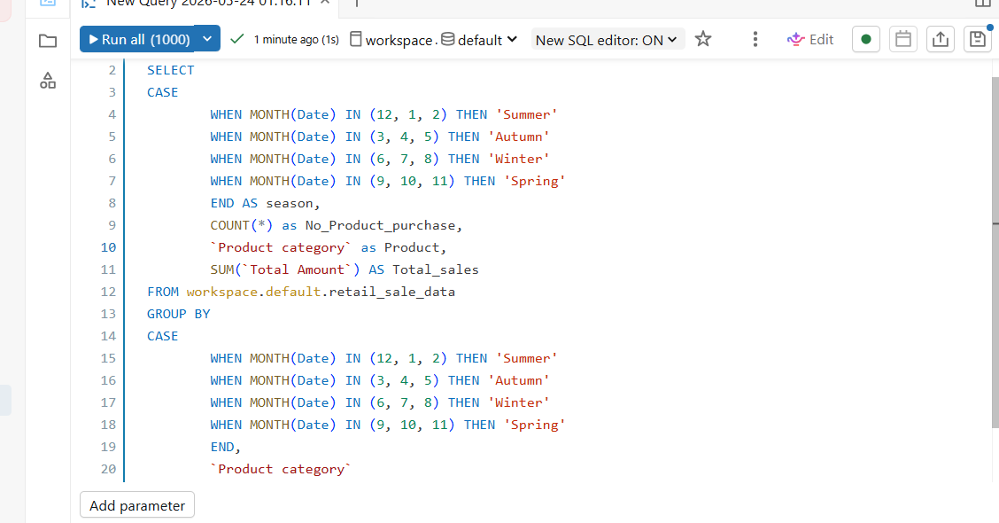 New Query 2026-05-24 01:16:11
Run all (1000) 1 minute ago (1s) workspace. default New SQL editor: ON Edit
2 SELECT
3 CASE
4 WHEN MONTH(Date) IN (12, 1, 2) THEN 'Summer'
5 WHEN MONTH(Date) IN (3, 4, 5) THEN 'Autumn'
6 WHEN MONTH(Date) IN (6, 7, 8) THEN 'Winter'
7 WHEN MONTH(Date) IN (9, 10, 11) THEN 'Spring'
8 END AS season,
9 COUNT(*) as No_Product_purchase,
10 `Product category` as Product,
11 SUM(`Total Amount`) AS Total_sales
12 FROM workspace.default.retail_sale_data
13 GROUP BY
14 CASE
15 WHEN MONTH(Date) IN (12, 1, 2) THEN 'Summer'
16 WHEN MONTH(Date) IN (3, 4, 5) THEN 'Autumn'
17 WHEN MONTH(Date) IN (6, 7, 8) THEN 'Winter'
18 WHEN MONTH(Date) IN (9, 10, 11) THEN 'Spring'
19 END,
20 `Product category`
Add parameter